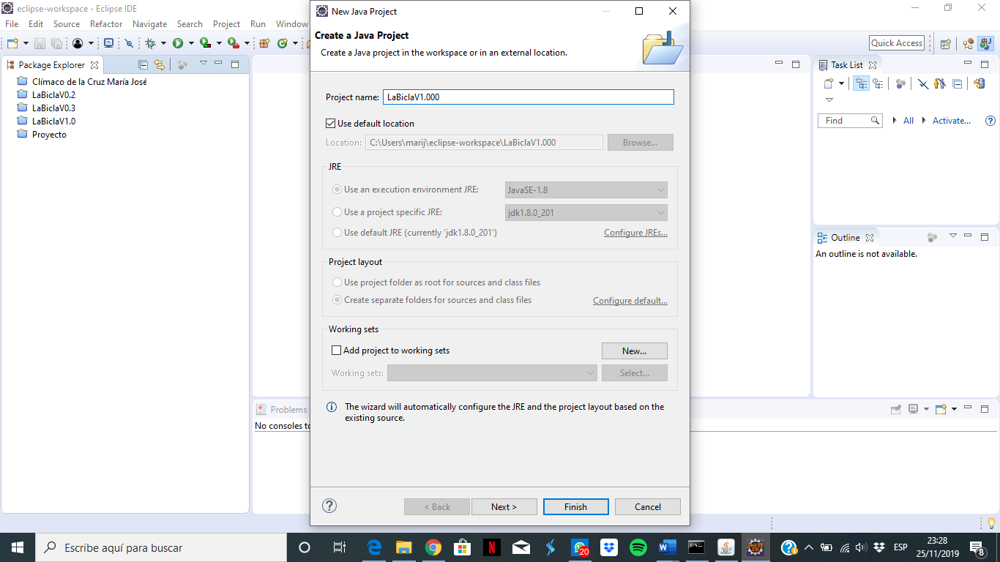 eclipse-workspace - Eclipse IDE
File Edit Source Refactor Navigate Search Project Run Window
Quick Access
Package Explorer
Clímaco de la Cruz María José
LaBiclaV0.2
LaBiclaV0.3
LaBiclaV1.0
Proyecto
New Java Project
Create a Java Project
Create a Java project in the workspace or in an external location.
Project name: LaBiclaV1.000
Use default location
Location: C:\Users\marij\eclipse-workspace\LaBiclaV1.000 Browse...
JRE
Use an execution environment JRE: JavaSE-1.8
Use a project specific JRE: jdk1.8.0_201
Use default JRE (currently 'jdk1.8.0_201') Configure JREs...
Project layout
Use project folder as root for sources and class files
Create separate folders for sources and class files Configure default...
Working sets
Add project to working sets New...
Working sets: Select...
The wizard will automatically configure the JRE and the project layout based on the
existing source.
< Back Next > Finish Cancel
Problems
No consoles to
Task List
Find All Activate...
Outline
An outline is not available.
Escribe aquí para buscar
20
ESP
23:28
25/11/2019
8